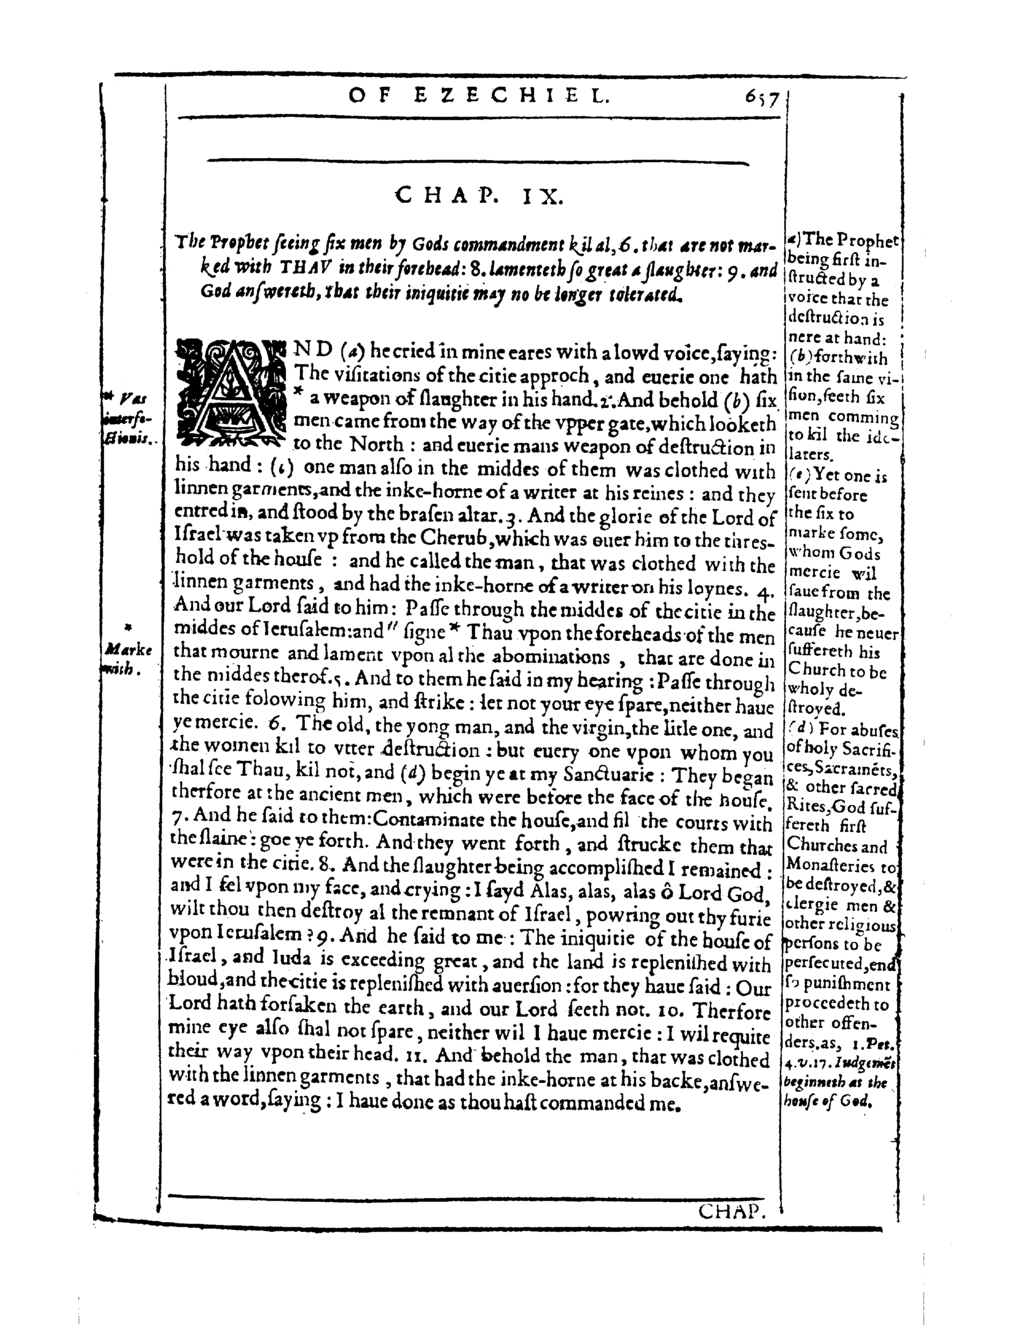 OF EZECHIEL. 657
CHAP. IX.
The Prophet ſeeing ſix men by Gods commandment kil al, 6. that are not mar-
ked with THAV in their forehead: 8. lamenteth ſo great a ſlaughter: 9. and
God anſwereth, that their iniquitie may no be longer tolerated.
AND (a) he cried in mine eares with a lowd voice, ſaying:
The viſitations of the citie approch, and euerie one hath
* a weapon of ſlaughter in his hand. 2. And behold (b) ſix
men came from the way of the vpper gate, which looketh
to the North : and euerie mans weapon of deſtruction in
his hand : (c) one man alſo in the middes of them was clothed with
linnen garments, and the inke-horne of a writer at his reines : and they
entred in, and ſtood by the braſen altar. 3. And the glorie of the Lord of
Iſrael was taken vp from the Cherub, which was ouer him to the threſ-
hold of the houſe : and he called the man, that was clothed with the
linnen garments, and had the inke-horne of a writer on his loynes. 4.
And our Lord ſaid to him: Paſſe through the middes of the citie in the
middes of Ieruſalem: and " ſigne * Thau vpon the foreheads of the men
that mourne and lament vpon al the abominations, that are done in
the middes therof. 5. And to them he ſaid in my hearing : Paſſe through
the citie folowing him, and ſtrike : let not your eye ſpare, neither haue
ye mercie. 6. The old, the yong man, and the virgin, the litle one, and
the women kil to vtter deſtruction : but euery one vpon whom you
ſhal ſee Thau, kil not, and (d) begin ye at my Sanctuarie : They began
therfore at the ancient men, which were before the face of the houſe.
7. And he ſaid to them: Contaminate the houſe, and fil the courts with
the ſlaine: goe ye forth. And they went forth, and ſtrucke them that
were in the citie. 8. And the ſlaughter being accompliſhed I remained :
and I fel vpon my face, and crying : I ſayd Alas, alas, alas ô Lord God,
wilt thou then deſtroy al the remnant of Iſrael, powring out thy furie
vpon Ieruſalem ? 9. And he ſaid to me : The iniquitie of the houſe of
Iſrael, and Iuda is exceeding great, and the land is repleniſhed with
bloud, and the citie is repleniſhed with auerſion : for they haue ſaid : Our
Lord hath forſaken the earth, and our Lord ſeeth not. 10. Therfore
mine eye alſo ſhal not ſpare, neither wil I haue mercie : I wil requite
their way vpon their head. 11. And behold the man, that was clothed
with the linnen garments, that had the inke-horne at his backe, anſwe-
red a word, ſaying : I haue done as thou haſt commanded me.
CHAP.
* Vas
interfe-
ctionis.
*
Marke
with.
a) The Prophet
being firſt in-
ſtructed by a
voice that the
deſtruction is
nere at hand:
(b) forthwith
in the ſame vi-
ſion, ſeeth ſix
men comming
to kil the ido-
laters.
(c) Yet one is
ſent before
the ſix to
marke ſome,
whom Gods
mercie wil
ſaue from the
ſlaughter, be-
cauſe he neuer
ſuffereth his
Church to be
wholy de-
ſtroyed.
(d) For abuſes
of holy Sacrifi-
ces, Sacramēts,
& other ſacred
Rites, God ſuf-
fereth firſt
Churches and
Monaſteries to
be deſtroyed, &
clergie men &
other religious
perſons to be
perſecuted, end
ſo puniſhment
proceedeth to
other offen-
ders. as, 1. Pet.
4. v. 17. Iudgemēt
beginneth at the
houſe of God.